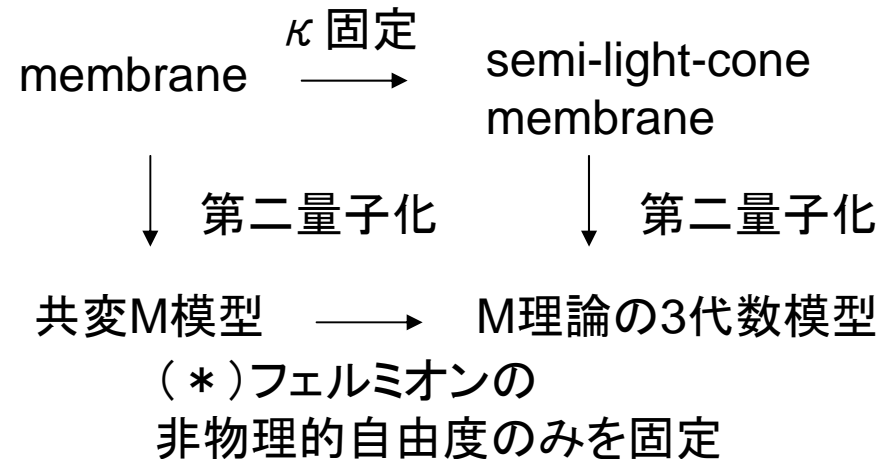 κ 固定
membrane
semi-light-cone
membrane
第二量子化
第二量子化
共変M模型
M理論の3代数模型
(＊)フェルミオンの
非物理的自由度のみを固定